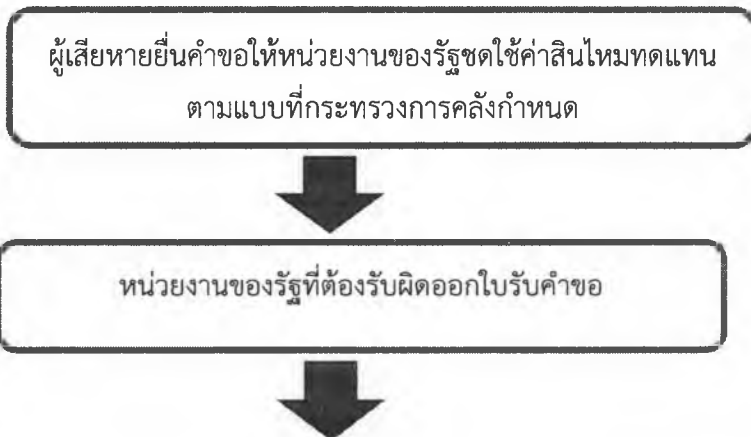 ผู้เสียหายยื่นคำขอให้หน่วยงานของรัฐชดใช้ค่าสินไหมทดแทน
ตามแบบที่กระทรวงการคลังกำหนด
หน่วยงานของรัฐที่ต้องรับผิดออกใบรับคำขอ